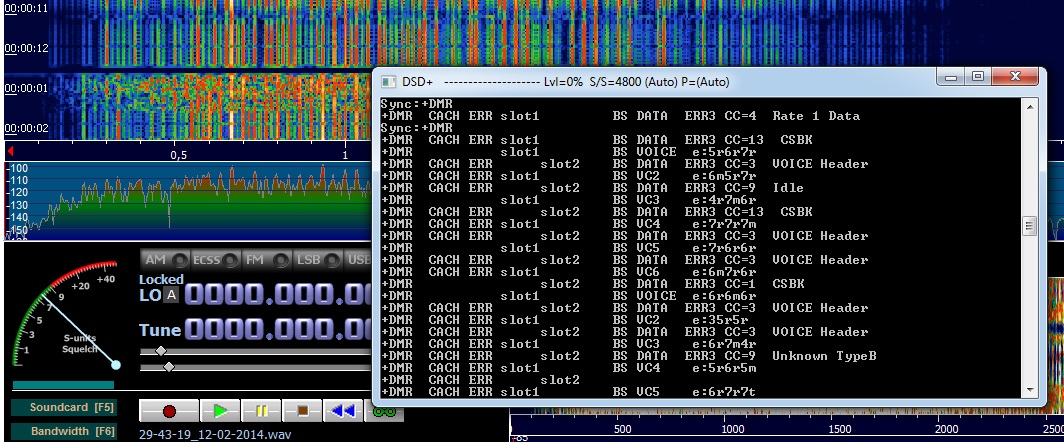 00:00:11
00:00:12
00:00:01
00:00:02
0,5 1
-100
-110
-120
-130
-140
-150
DSD+ ------------------- Lvl=0% S/S=4800 (Auto) P=(Auto)
Sync:+DMR
+DMR CACH ERR slot1 BS DATA ERR3 CC=4 Rate 1 Data
Sync:+DMR
+DMR CACH ERR slot1 BS DATA ERR3 CC=13 CSBK
+DMR slot1 BS VOICE e:5r6r7r
+DMR CACH ERR slot2 BS DATA ERR3 CC=3 VOICE Header
+DMR slot1 BS VC2 e:6m5r7r
+DMR CACH ERR slot2 BS DATA ERR3 CC=9 Idle
+DMR slot1 BS VC3 e:4r7m6r
+DMR CACH ERR slot2 BS DATA ERR3 CC=13 CSBK
+DMR CACH ERR slot1 BS VC4 e:7r7r7m
+DMR CACH ERR slot2 BS DATA ERR3 CC=3 VOICE Header
+DMR slot1 BS VC5 e:7r6r6r
+DMR CACH ERR slot2 BS DATA ERR3 CC=3 VOICE Header
+DMR CACH ERR slot1 BS VC6 e:6m7r6r
+DMR CACH ERR slot2 BS DATA ERR3 CC=1 CSBK
+DMR slot1 BS VOICE e:6r6m6r
+DMR CACH ERR slot2 BS DATA ERR3 CC=3 VOICE Header
+DMR CACH ERR slot1 BS VC2 e:35r5r
+DMR CACH ERR slot2 BS DATA ERR3 CC=3 VOICE Header
+DMR CACH ERR slot1 BS VC3 e:6r7m4r
+DMR CACH ERR slot2 BS DATA ERR3 CC=9 Unknown TypeB
+DMR CACH ERR slot1 BS VC4 e:5r6r5m
+DMR CACH ERR slot2
+DMR CACH ERR slot1 BS VC5 e:6r7r7t
AM ECSS FM LSB USB
Locked
LO A 0000.000.0
Tune 0000.000.0
1 3 5 7 9 +20 +40
S-units
Squelch
Soundcard [F5]
Bandwidth [F6]
29-43-19_12-02-2014.wav
500 1000 1500 2000 2500